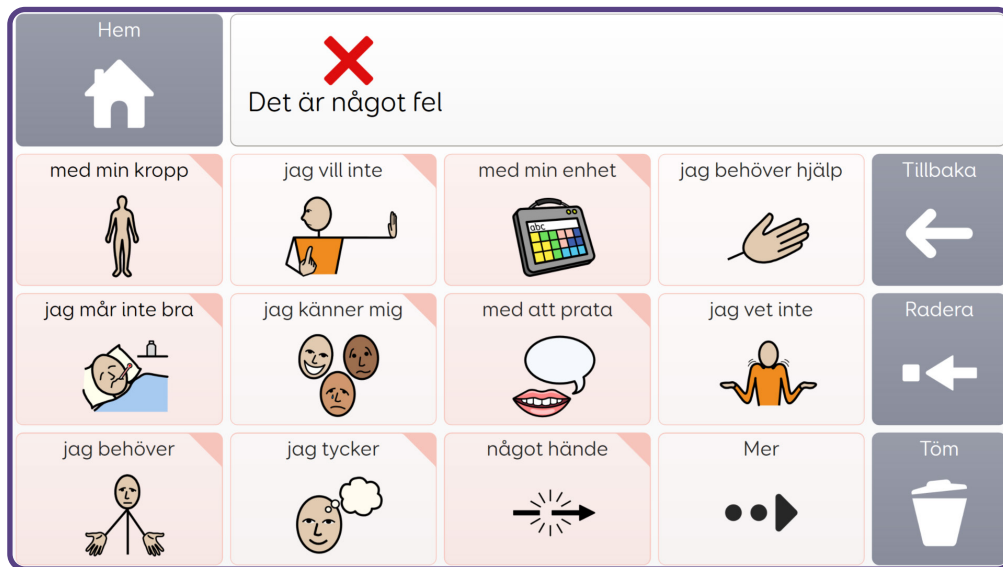 Hem
Det är något fel
med min kropp
jag vill inte
med min enhet
jag behöver hjälp
Tillbaka
abc
jag mår inte bra
jag känner mig
med att prata
jag vet inte
Radera
jag behöver
jag tycker
något hände
Mer
Töm